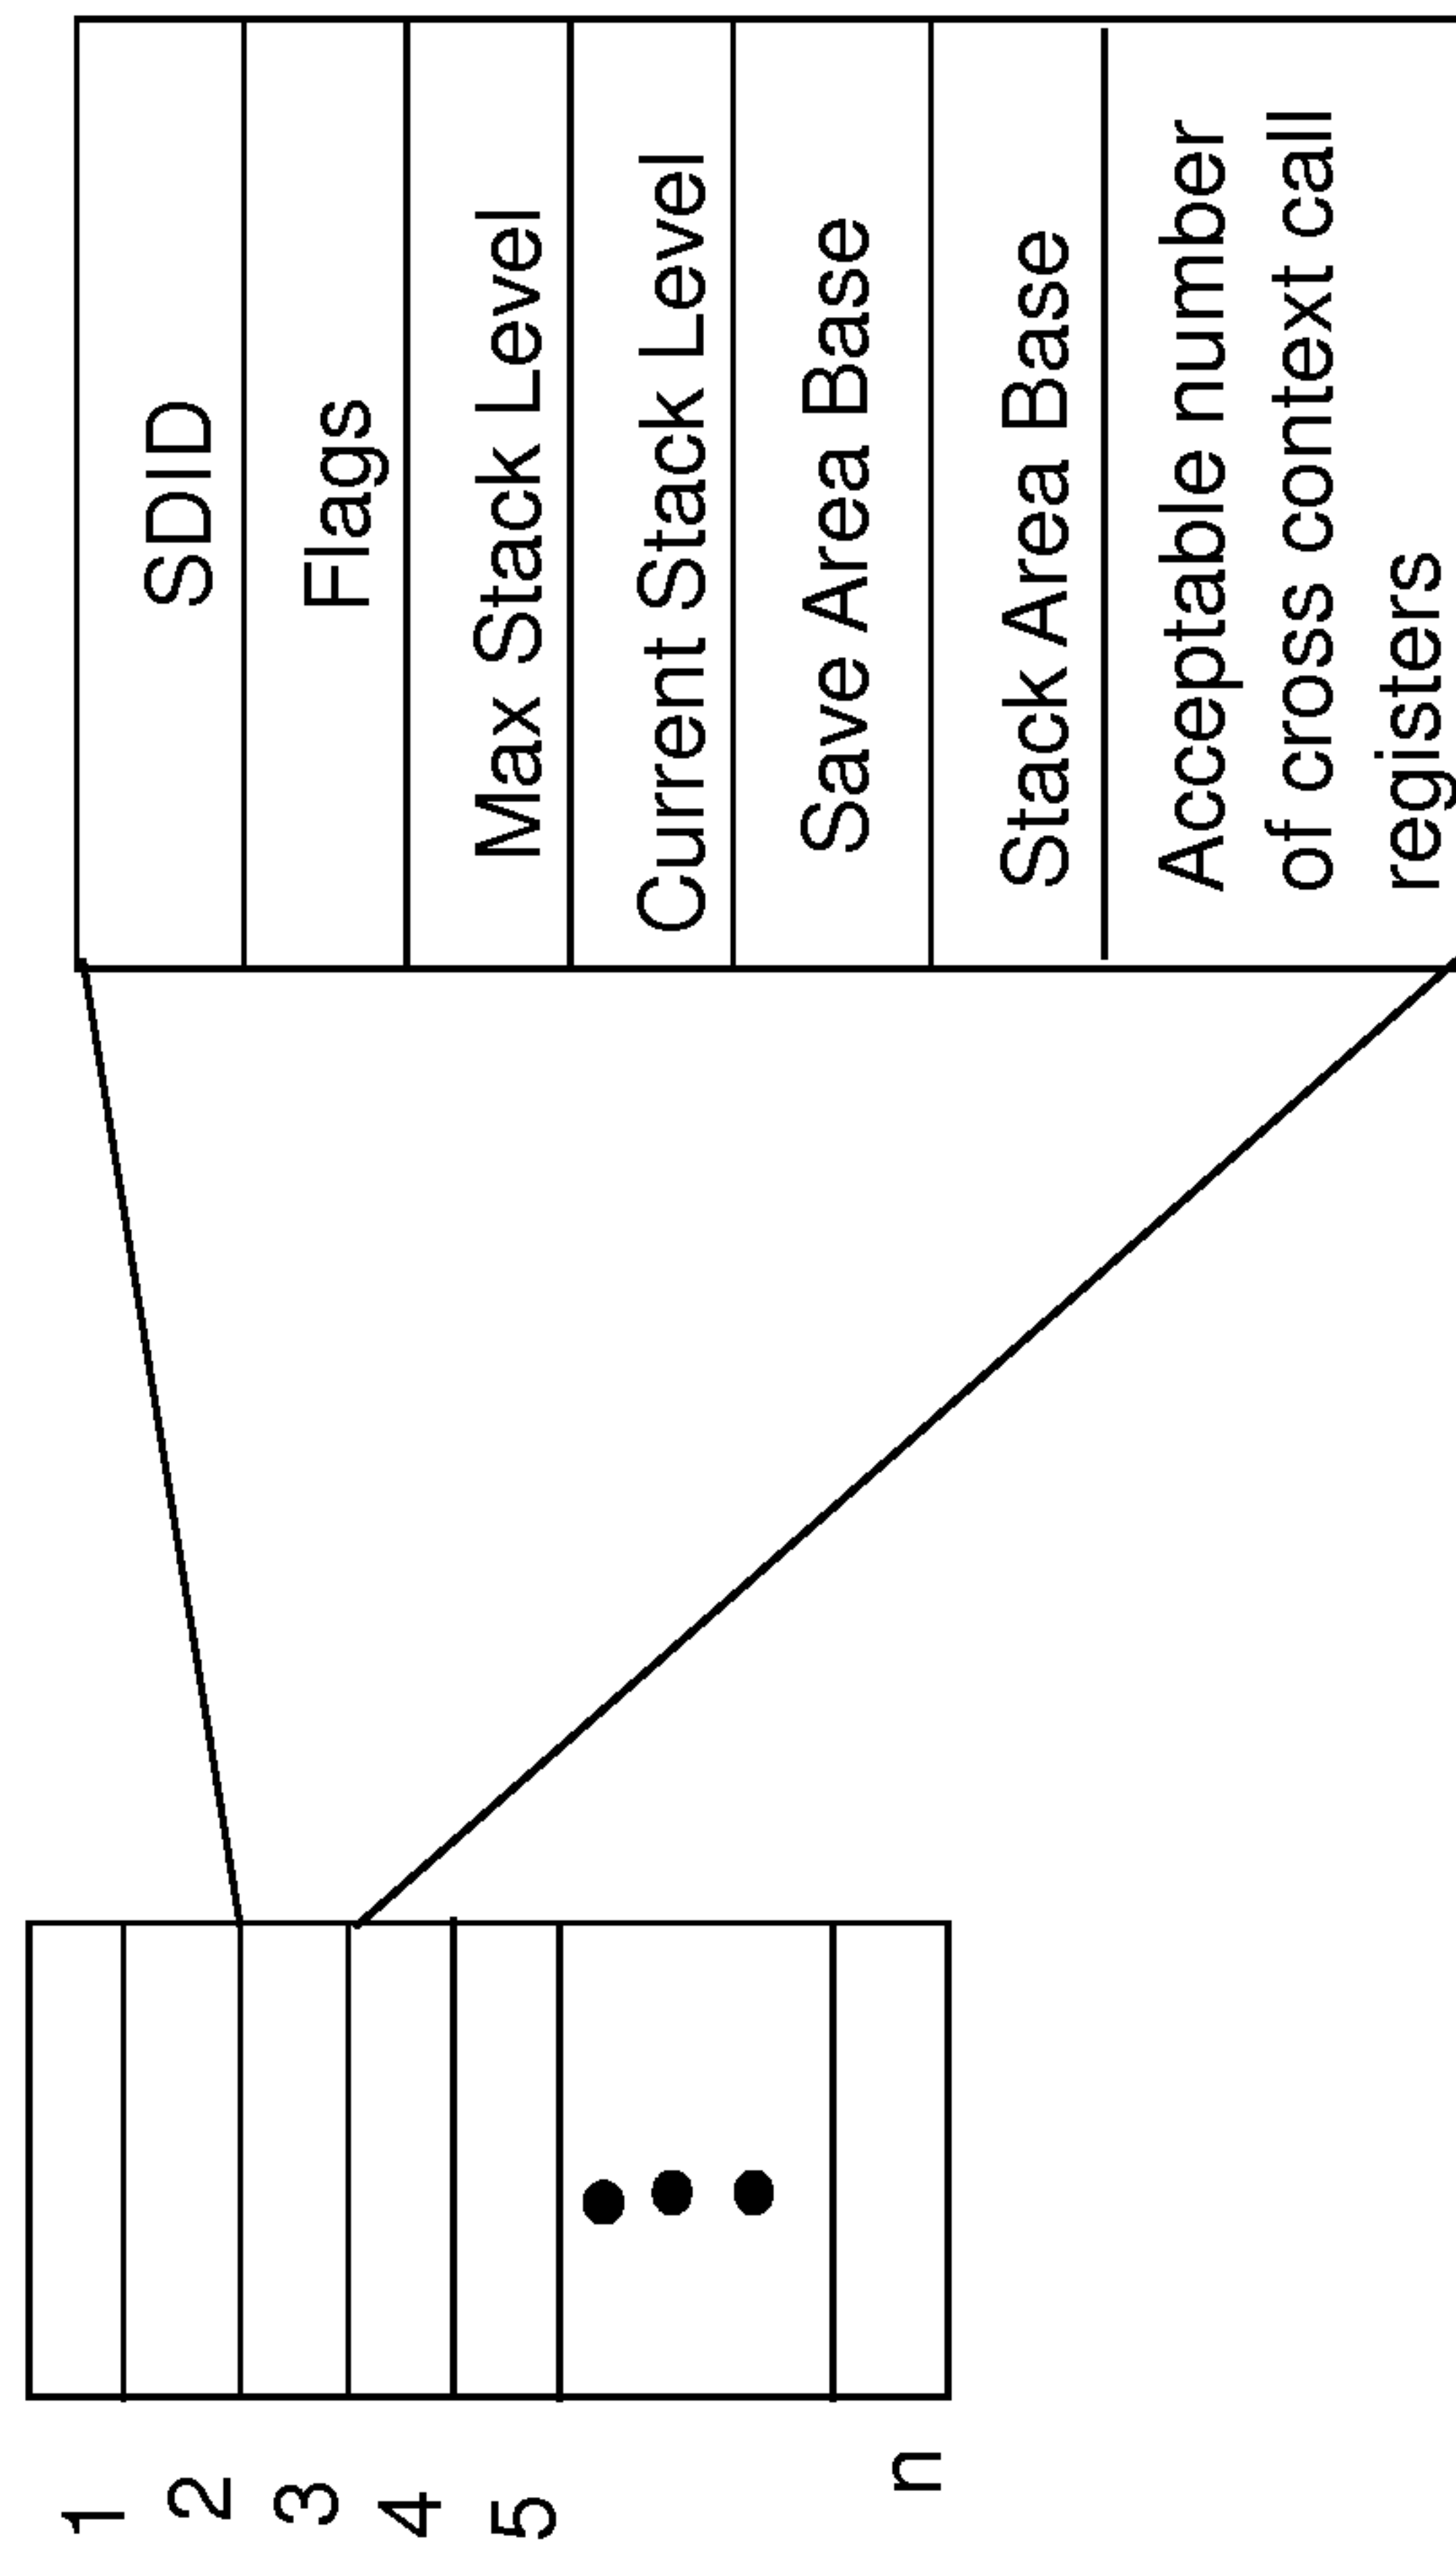 1
2
3
4
5
n
SDID
Flags
Max Stack Level
Current Stack Level
Save Area Base
Stack Area Base
Acceptable number
of cross context call
registers